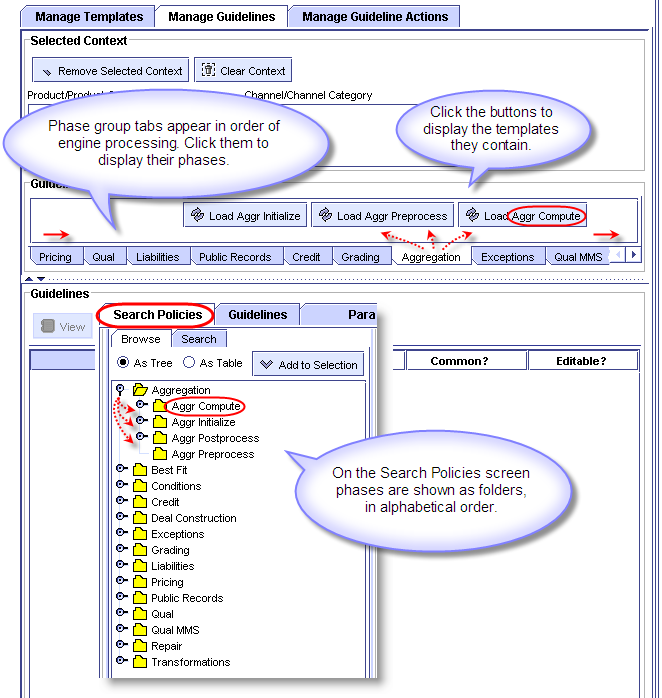 Manage Templates Manage Guidelines Manage Guideline Actions
Selected Context
Remove Selected Context Clear Context
Channel/Channel Category
Phase group tabs appear in order of
engine processing. Click them to
display their phases.
Click the buttons to
display the templates
they contain.
Load Aggr Initialize Load Aggr Preprocess Load Aggr Compute
Pricing Qual Liabilities Public Records Credit Grading Aggregation Exceptions Qual MMS
Guidelines
View
Common? Editable?
Search Policies Guidelines Para
Browse Search
As Tree As Table Add to Selection
Aggregation
Aggr Compute
Aggr Initialize
Aggr Postprocess
Aggr Preprocess
Best Fit
Conditions
Credit
Deal Construction
Exceptions
Grading
Liabilities
Pricing
Public Records
Qual
Qual MMS
Repair
Transformations
On the Search Policies screen
phases are shown as folders,
in alphabetical order.